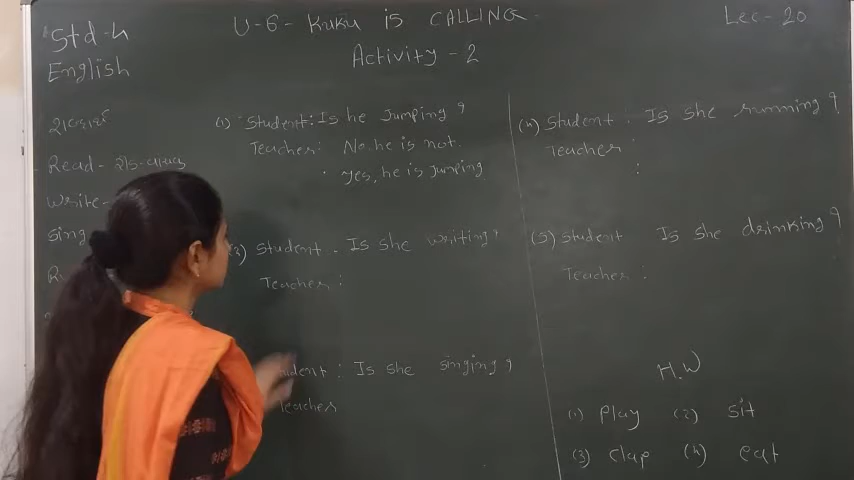 Std-4
English
U-6- Kuku is CALLING
Lec-20
Activity -2
શબ્દાર્થ
Read-
Write-
sing
R
(1) Student: Is he Jumping ?
Teacher: No. he is not.
Yes, he is Jumping
(2) Student - Is she writing ?
Teacher:
Student : Is she singing ?
Teacher
(4) Student : Is she running ?
Teacher :
:
(5) Student Is she drinking ?
Teacher :
H.W
(1) Play (2) Sit
(3) Clap (4) eat